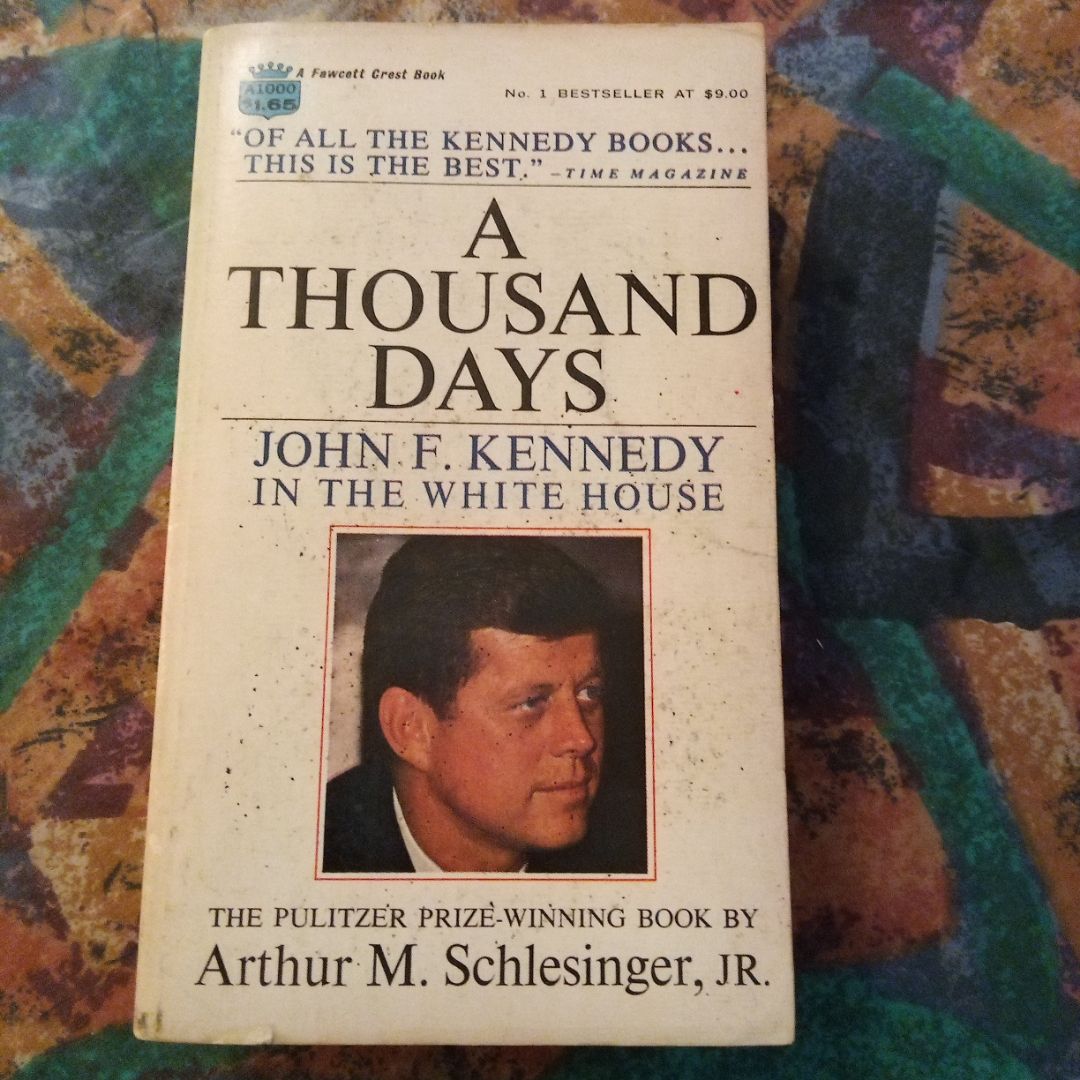 A Fawcett Crest Book
A1000
$1.65
No. 1 BESTSELLER AT $9.00
“OF ALL THE KENNEDY BOOKS...
THIS IS THE BEST.” –TIME MAGAZINE
A
THOUSAND
DAYS
JOHN F. KENNEDY
IN THE WHITE HOUSE
THE PULITZER PRIZE-WINNING BOOK BY
Arthur M. Schlesinger, JR.